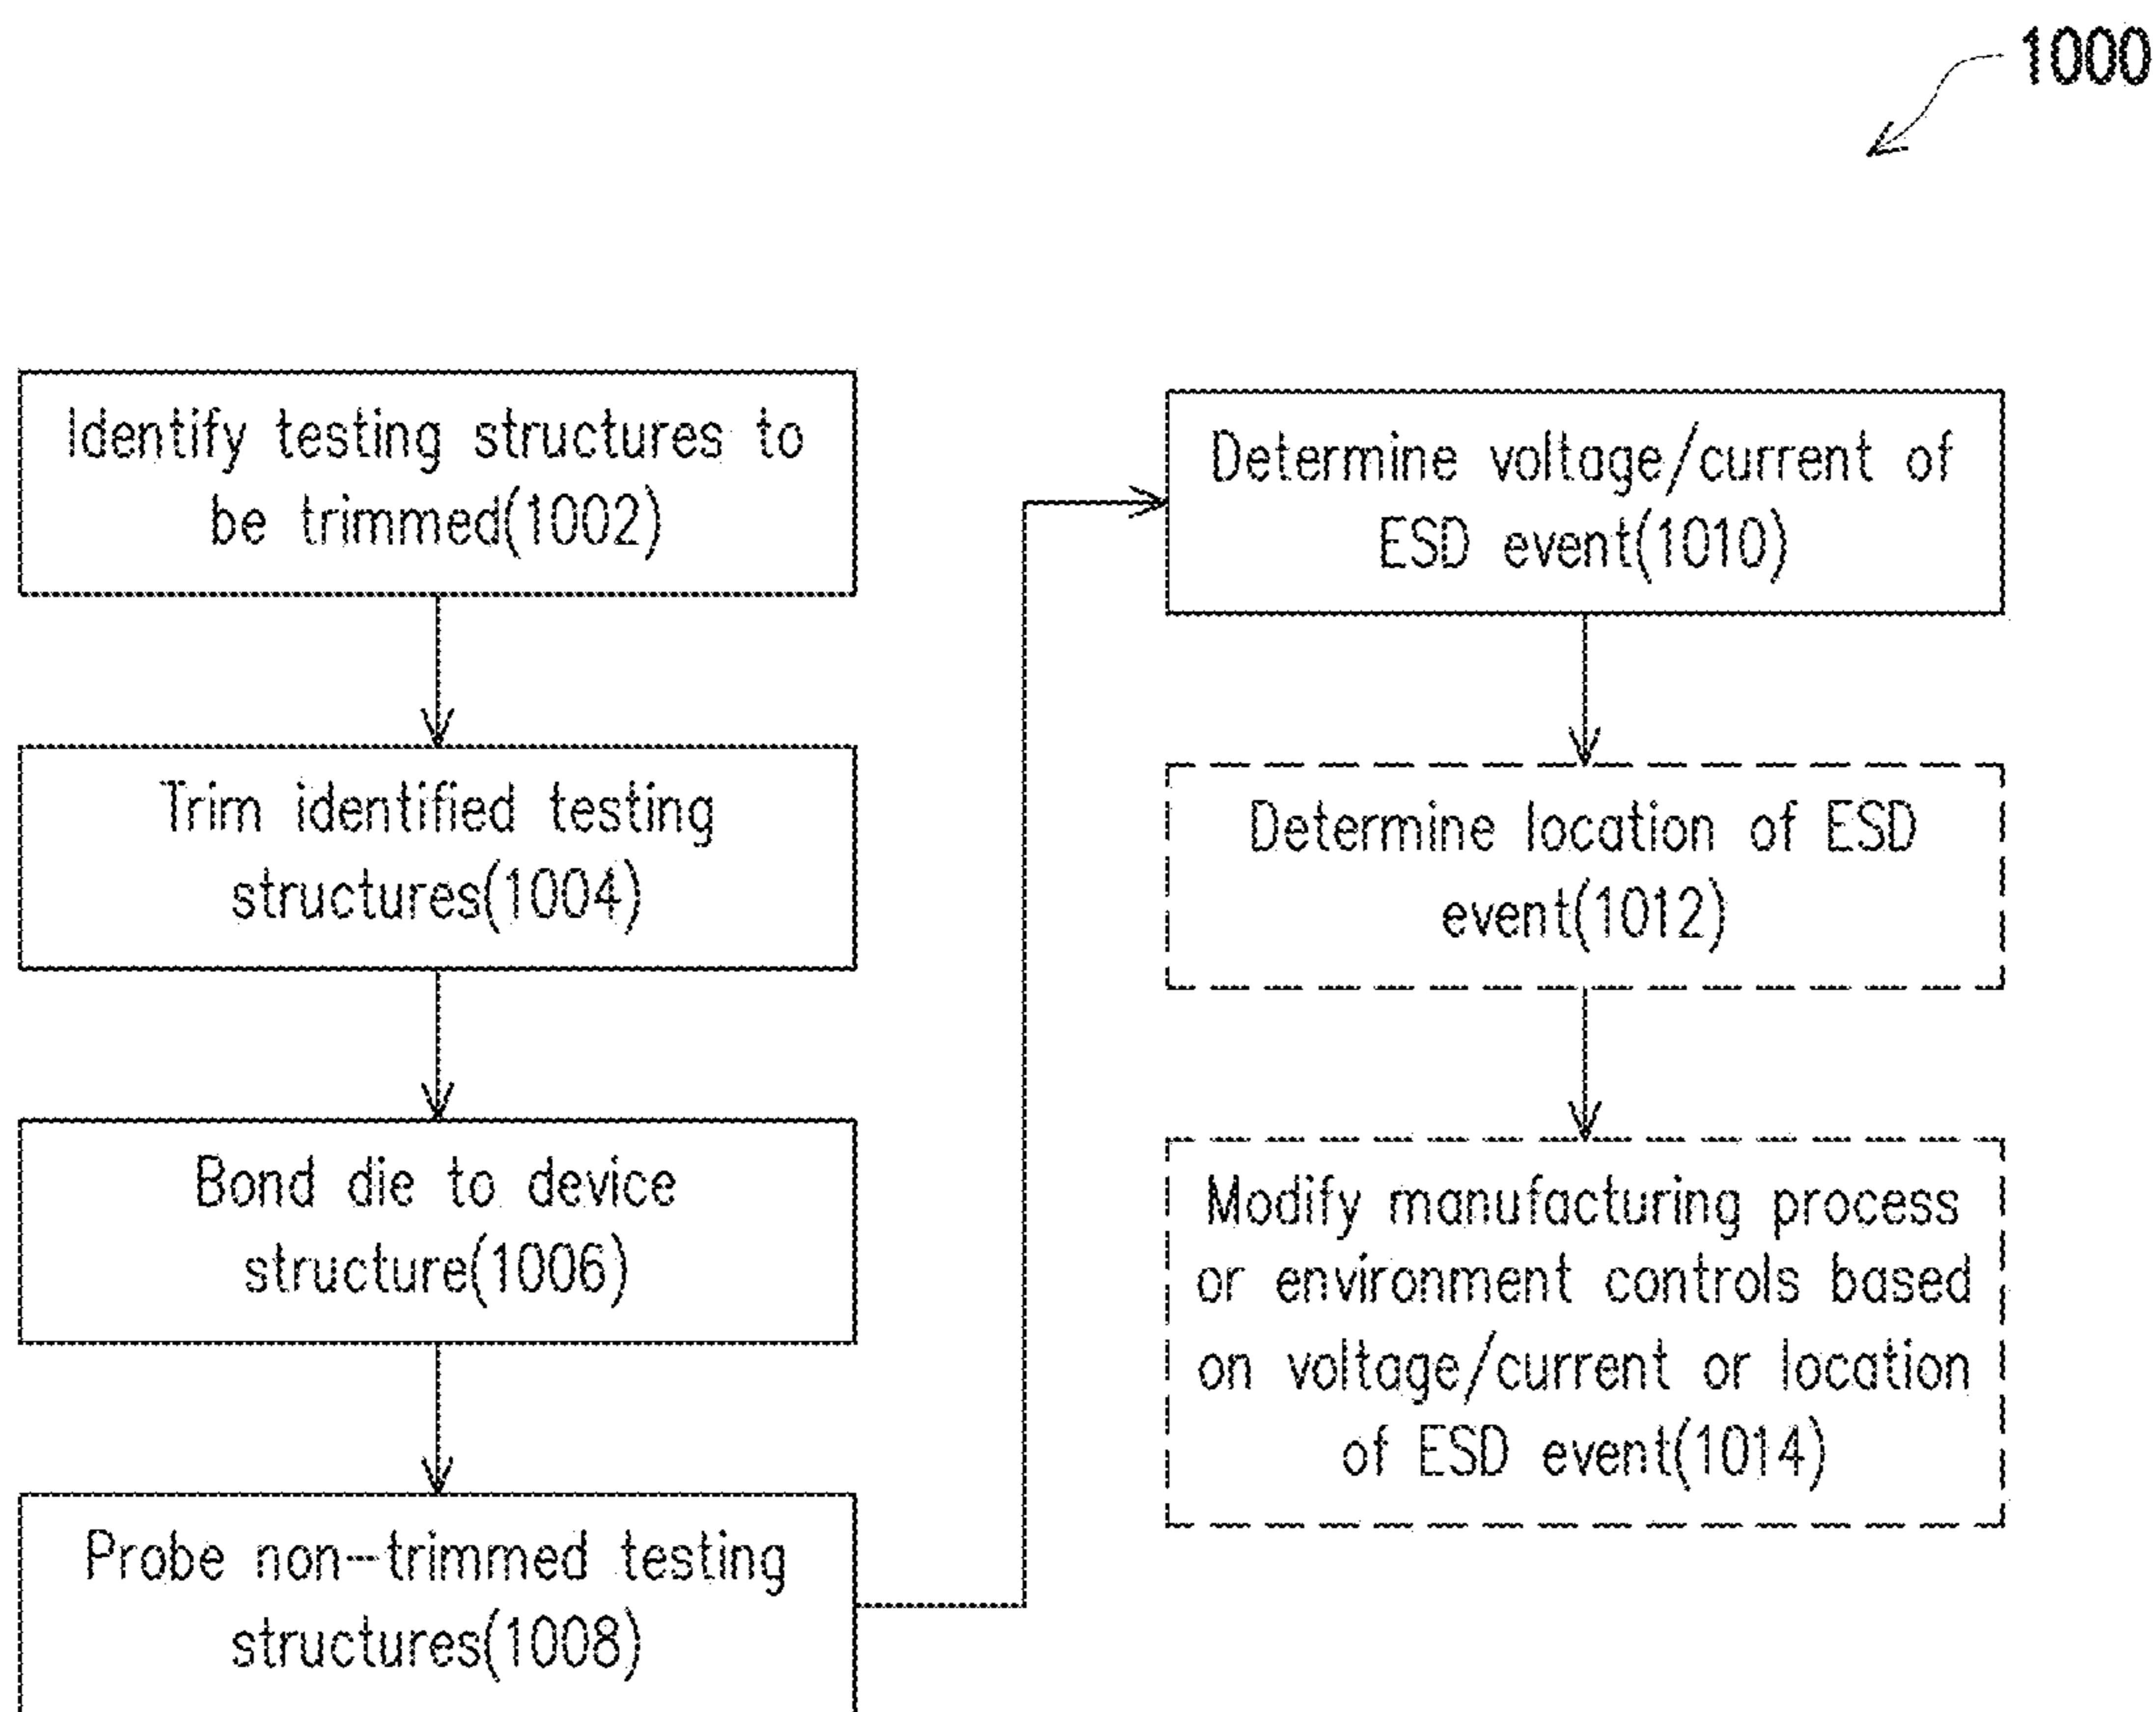 1000
Identify testing structures to
be trimmed(1002)
Trim identified testing
structures(1004)
Bond die to device
structure(1006)
Probe non-trimmed testing
structures(1008)
Determine voltage/current of
ESD event(1010)
Determine location of ESD
event(1012)
Modify manufacturing process
or environment controls based
on voltage/current or location
of ESD event(1014)